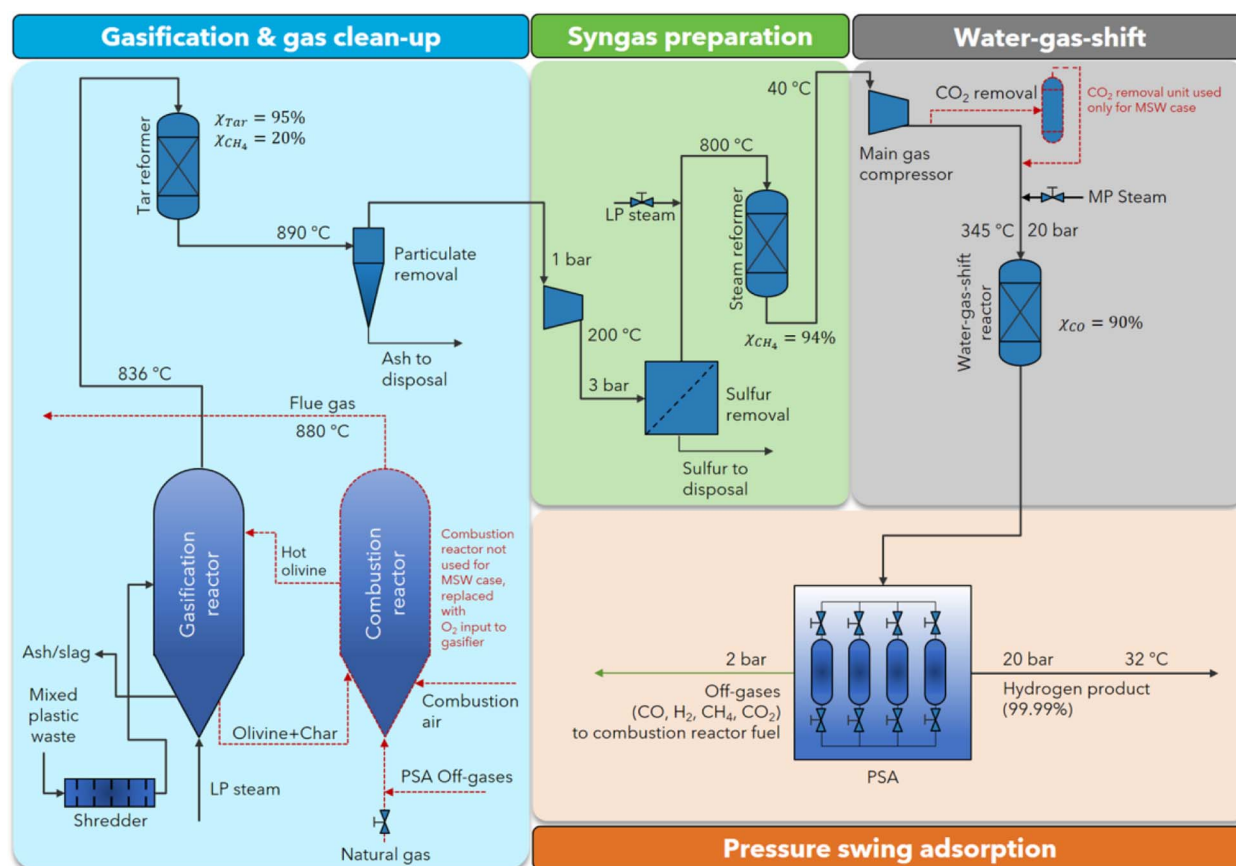 Gasification & gas clean-up
Syngas preparation
Water-gas-shift
Tar reformer
χTar = 95%
χCH4 = 20%
890 °C
Particulate
removal
Ash to
disposal
836 °C
Flue gas
880 °C
Gasification
reactor
Combustion
reactor
Hot
olivine
Combustion
reactor not
used for
MSW case,
replaced
with
O2 input to
gasifier
Ash/slag
Mixed
plastic
waste
Shredder
LP steam
Olivine+Char
Combustion
air
PSA Off-gases
Natural gas
1 bar
200 °C
3 bar
LP steam
800 °C
Steam reformer
χCH4 = 94%
Sulfur
removal
Sulfur to
disposal
40 °C
Main gas
compressor
CO2 removal
CO2 removal unit used
only for MSW case
MP Steam
345 °C
20 bar
Water-gas-shift
reactor
χCO = 90%
2 bar
Off-gases
(CO, H2, CH4, CO2)
to combustion reactor fuel
PSA
20 bar
32 °C
Hydrogen product
(99.99%)
Pressure swing adsorption